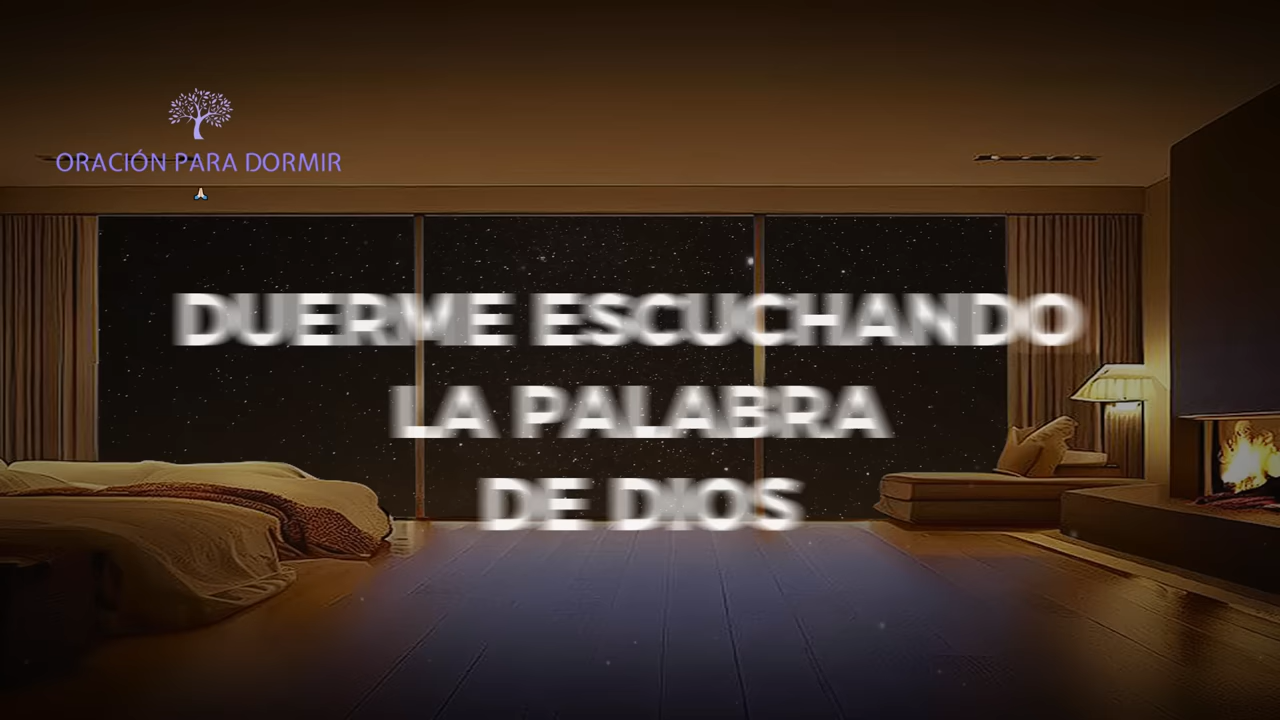 ORACIÓN PARA DORMIR
DUERME ESCUCHANDO
LA PALABRA
DE DIOS